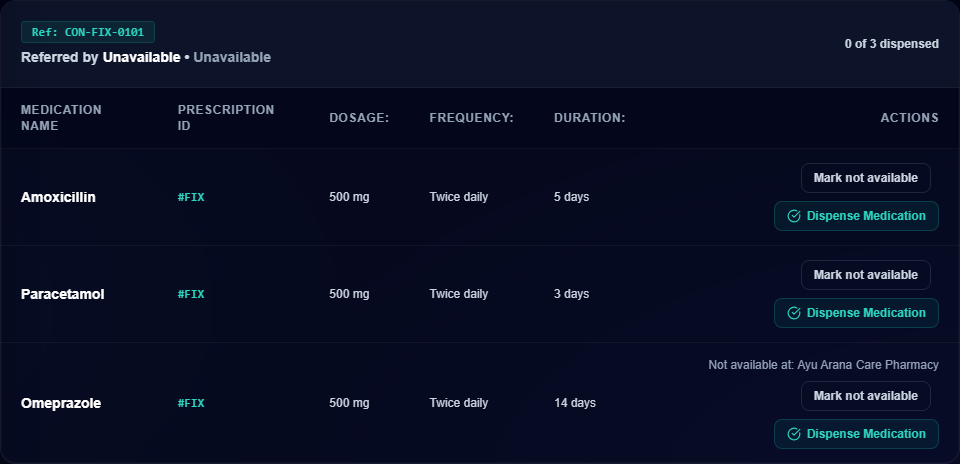 Ref: CON-FIX-0101
Referred by Unavailable • Unavailable
0 of 3 dispensed
MEDICATION NAME PRESCRIPTION ID DOSAGE: FREQUENCY: DURATION: ACTIONS
Amoxicillin #FIX 500 mg Twice daily 5 days
Mark not available
Dispense Medication
Paracetamol #FIX 500 mg Twice daily 3 days
Mark not available
Dispense Medication
Omeprazole #FIX 500 mg Twice daily 14 days
Not available at: Ayu Arana Care Pharmacy
Mark not available
Dispense Medication